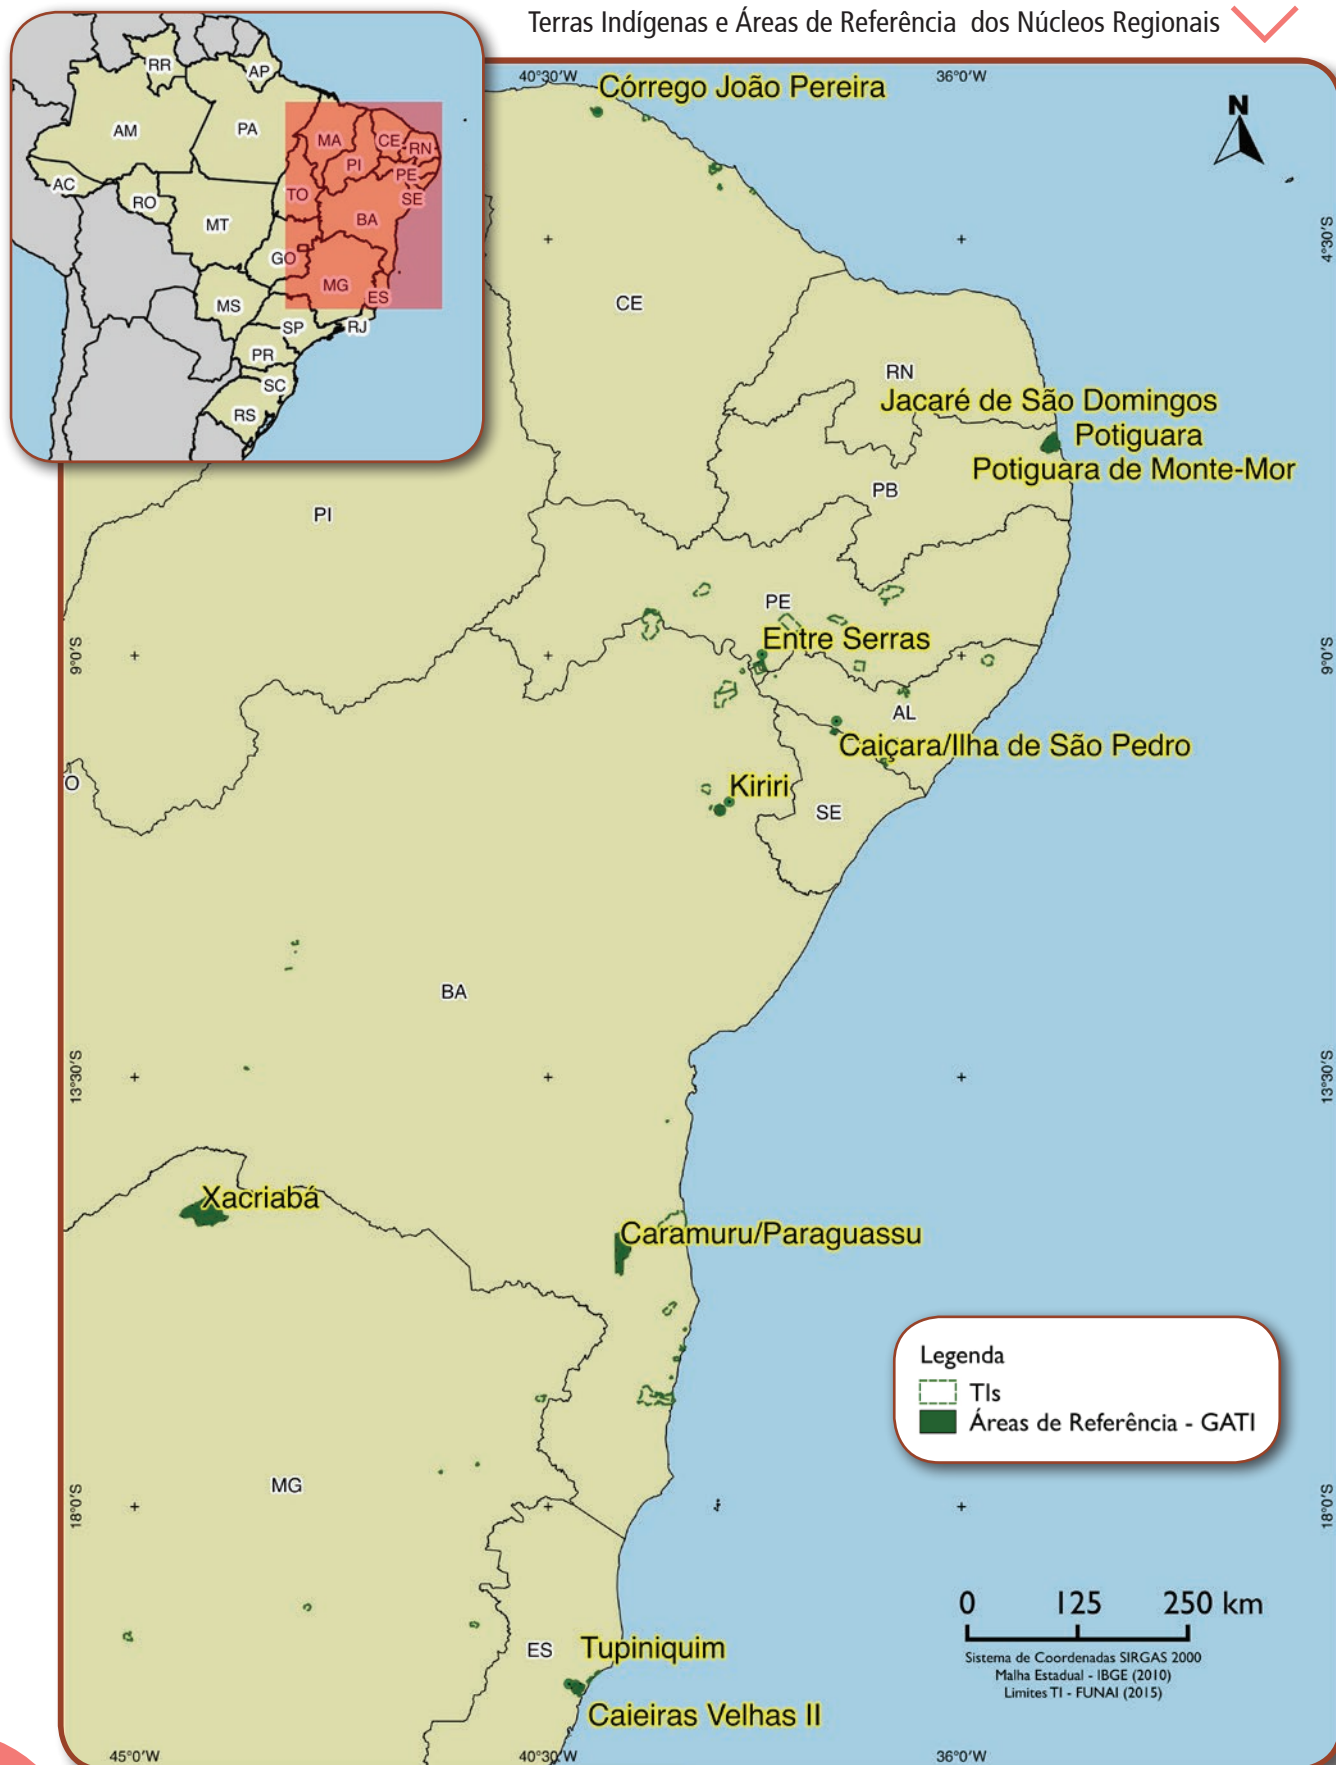 Terras Indígenas e Áreas de Referência dos Núcleos Regionais
RR
AP
AM
PA
MA
CE
RN
PI
PE
AC
TO
SE
RO
BA
MT
GO
MG
MS
ES
SP
RJ
PR
SC
RS
40°30'W
36°0'W
Córrego João Pereira
N
4°30'S
CE
RN
Jacaré de São Domingos
Potiguara
Potiguara de Monte-Mor
PB
PI
PE
Entre Serras
9°0'S
9°0'S
AL
Caiçara/Ilha de São Pedro
O
Kiriri
SE
BA
13°30'S
13°30'S
Xacriabá
Caramuru/Paraguassu
Legenda
TIs
Áreas de Referência - GATI
MG
18°0'S
18°0'S
0 125 250 km
Sistema de Coordenadas SIRGAS 2000
Malha Estadual - IBGE (2010)
Limites TI - FUNAI (2015)
ES
Tupiniquim
Caieiras Velhas II
45°0'W
40°30'W
36°0'W